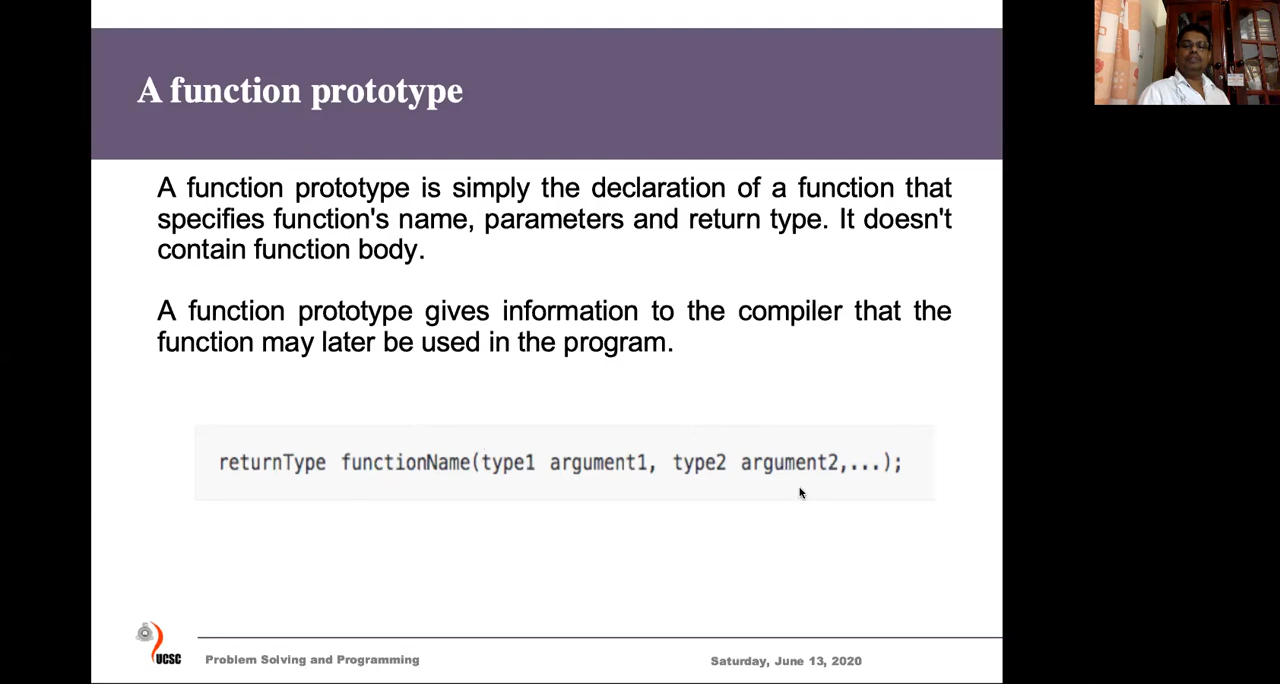 A function prototype
A function prototype is simply the declaration of a function that
specifies function's name, parameters and return type. It doesn't
contain function body.
A function prototype gives information to the compiler that the
function may later be used in the program.
returnType functionName(type1 argument1, type2 argument2,...);
UCSC
Problem Solving and Programming
Saturday, June 13, 2020